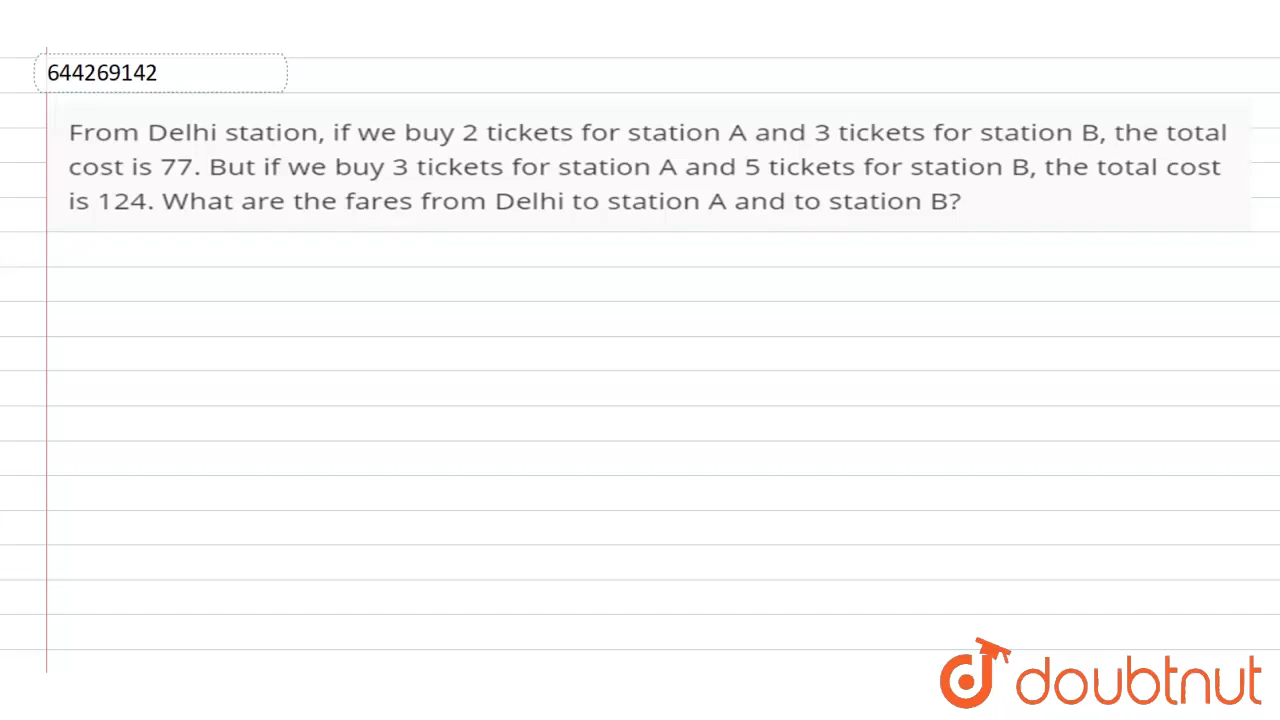 644269142
From Delhi station, if we buy 2 tickets for station A and 3 tickets for station B, the total
cost is 77. But if we buy 3 tickets for station A and 5 tickets for station B, the total cost
is 124. What are the fares from Delhi to station A and to station B?
doubtnut